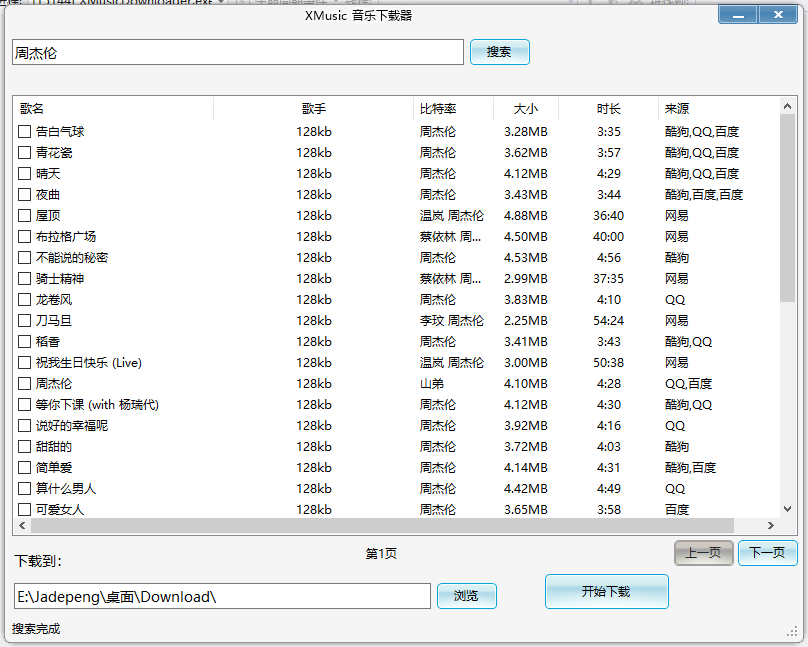 XMusic 音乐下载器
周杰伦 搜索
歌名 歌手 比特率 大小 时长 来源
告白气球 128kb 周杰伦 3.28MB 3:35 酷狗,QQ,百度
青花瓷 128kb 周杰伦 3.62MB 3:57 酷狗,QQ,百度
晴天 128kb 周杰伦 4.12MB 4:29 酷狗,QQ,百度
夜曲 128kb 周杰伦 3.43MB 3:44 酷狗,百度,百度
屋顶 128kb 温岚 周杰伦 4.88MB 36:40 网易
布拉格广场 128kb 蔡依林 周... 4.50MB 40:00 网易
不能说的秘密 128kb 周杰伦 4.53MB 4:56 酷狗
骑士精神 128kb 蔡依林 周... 2.99MB 37:35 网易
龙卷风 128kb 周杰伦 3.83MB 4:10 QQ
刀马旦 128kb 李玟 周杰伦 2.25MB 54:24 网易
稻香 128kb 周杰伦 3.41MB 3:43 酷狗,QQ
祝我生日快乐 (Live) 128kb 温岚 周杰伦 3.00MB 50:38 网易
周杰伦 128kb 山弟 4.10MB 4:28 QQ,百度
等你下课 (with 杨瑞代) 128kb 周杰伦 4.12MB 4:30 酷狗,QQ
说好的幸福呢 128kb 周杰伦 3.92MB 4:16 QQ
甜甜的 128kb 周杰伦 3.72MB 4:03 酷狗
简单爱 128kb 周杰伦 4.14MB 4:31 酷狗,百度
算什么男人 128kb 周杰伦 4.42MB 4:49 QQ
可爱女人 128kb 周杰伦 3.65MB 3:58 百度
下载到: 第1页 上一页 下一页
E:\Jadepeng\桌面\Download\ 浏览 开始下载
搜索完成